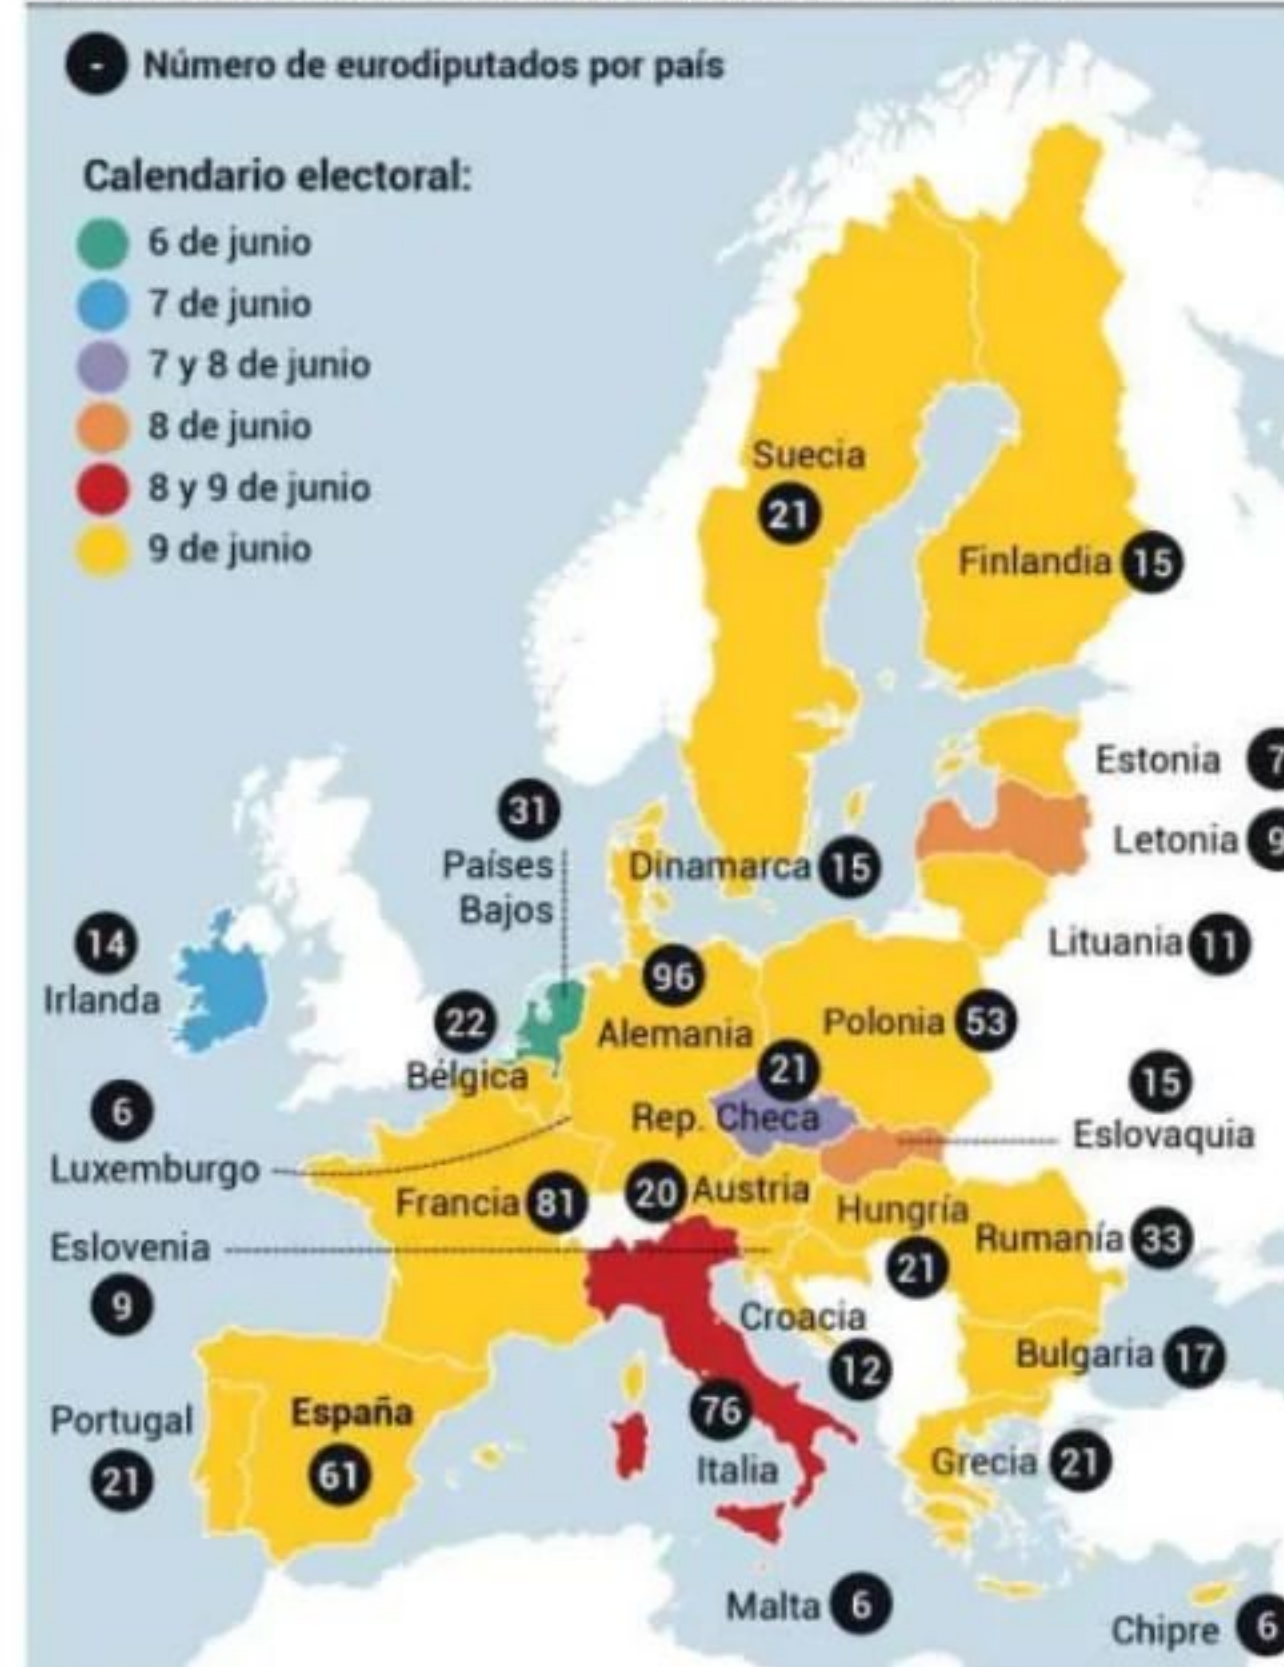 - Número de eurodiputados por país
Calendario electoral:
6 de junio
7 de junio
7 y 8 de junio
8 de junio
8 y 9 de junio
9 de junio
Suecia
21
Finlandia 15
Estonia 7
31
Países
Bajos
Letonia 9
Dinamarca 15
14
Irlanda
Lituania 11
96
Alemania
22
Bélgica
Polonia 53
21
Rep. Checa
15
Eslovaquia
6
Luxemburgo
Francia 81
20 Austria
Hungría
21
Rumanía 33
Eslovenia
9
Croacia
12
Bulgaria 17
Portugal
21
España
61
76
Italia
Grecia 21
Malta 6
Chipre 6